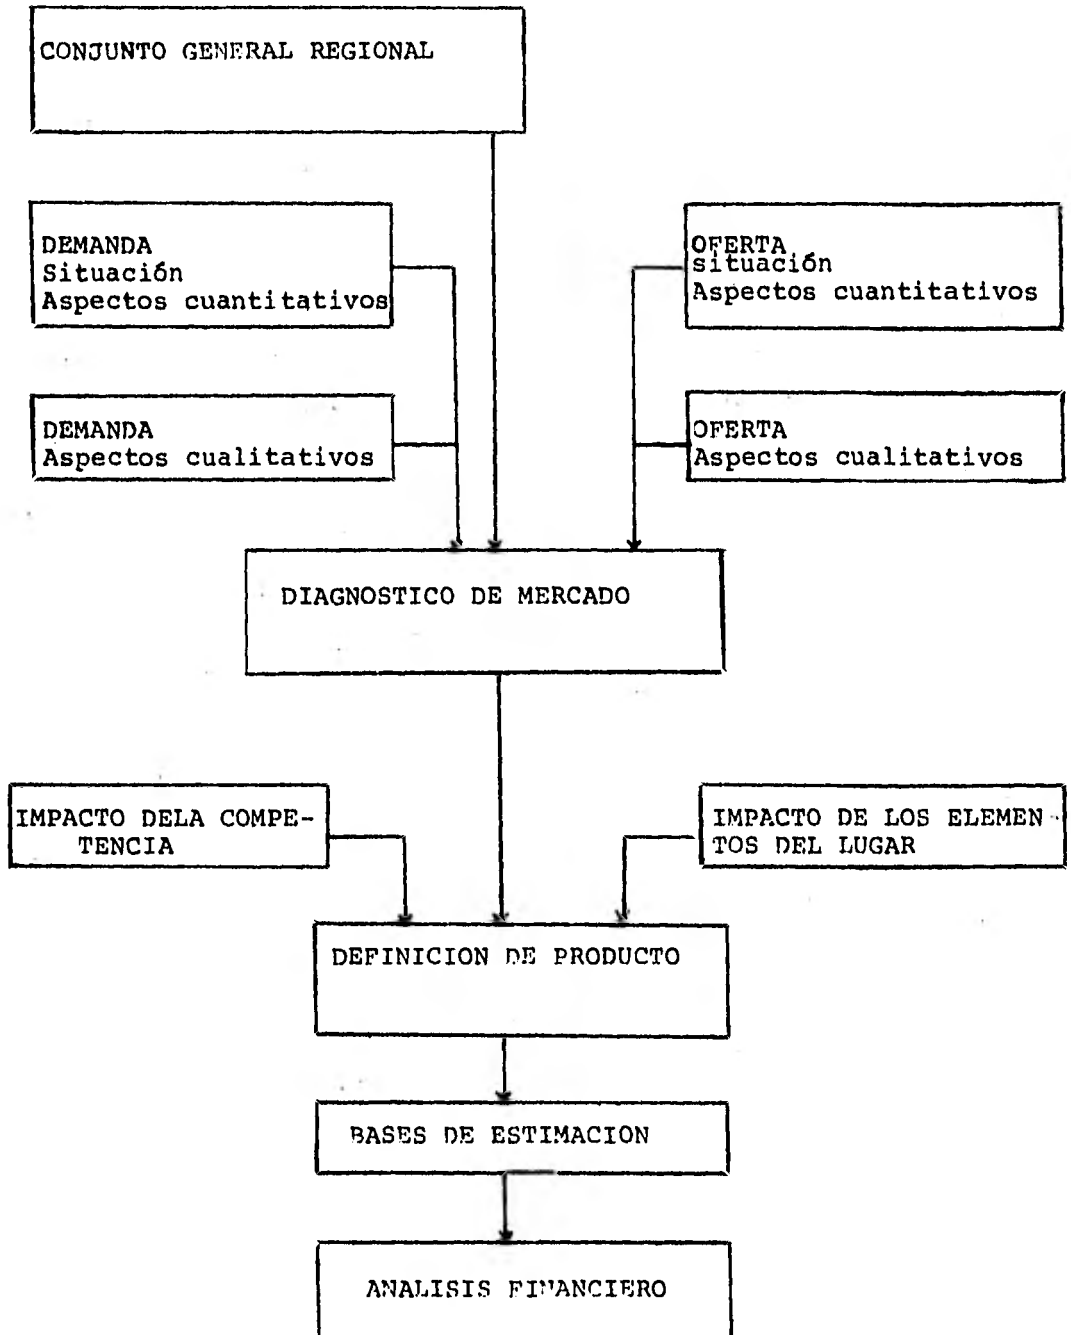 CONJUNTO GENERAL REGIONAL
DEMANDA
Situación
Aspectos cuantitativos
OFERTA
situación
Aspectos cuantitativos
DEMANDA
Aspectos cualitativos
OFERTA
Aspectos cualitativos
DIAGNOSTICO DE MERCADO
IMPACTO DELA COMPE-
TENCIA
IMPACTO DE LOS ELEMEN-
TOS DEL LUGAR
DEFINICION DE PRODUCTO
BASES DE ESTIMACION
ANALISIS FINANCIERO